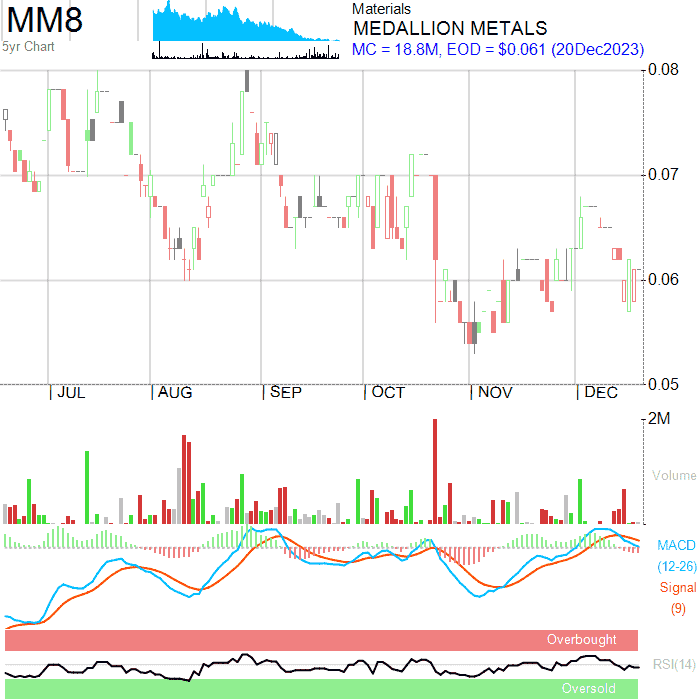 MM8
5yr Chart
Materials
MEDALLION METALS
MC = 18.8M, EOD = $0.061 (20Dec2023)
0.08
0.07
0.06
0.05
JUL
AUG
SEP
OCT
NOV
DEC
2M
Volume
MACD
(12-26)
Signal
(9)
Overbought
RSI(14)
Oversold